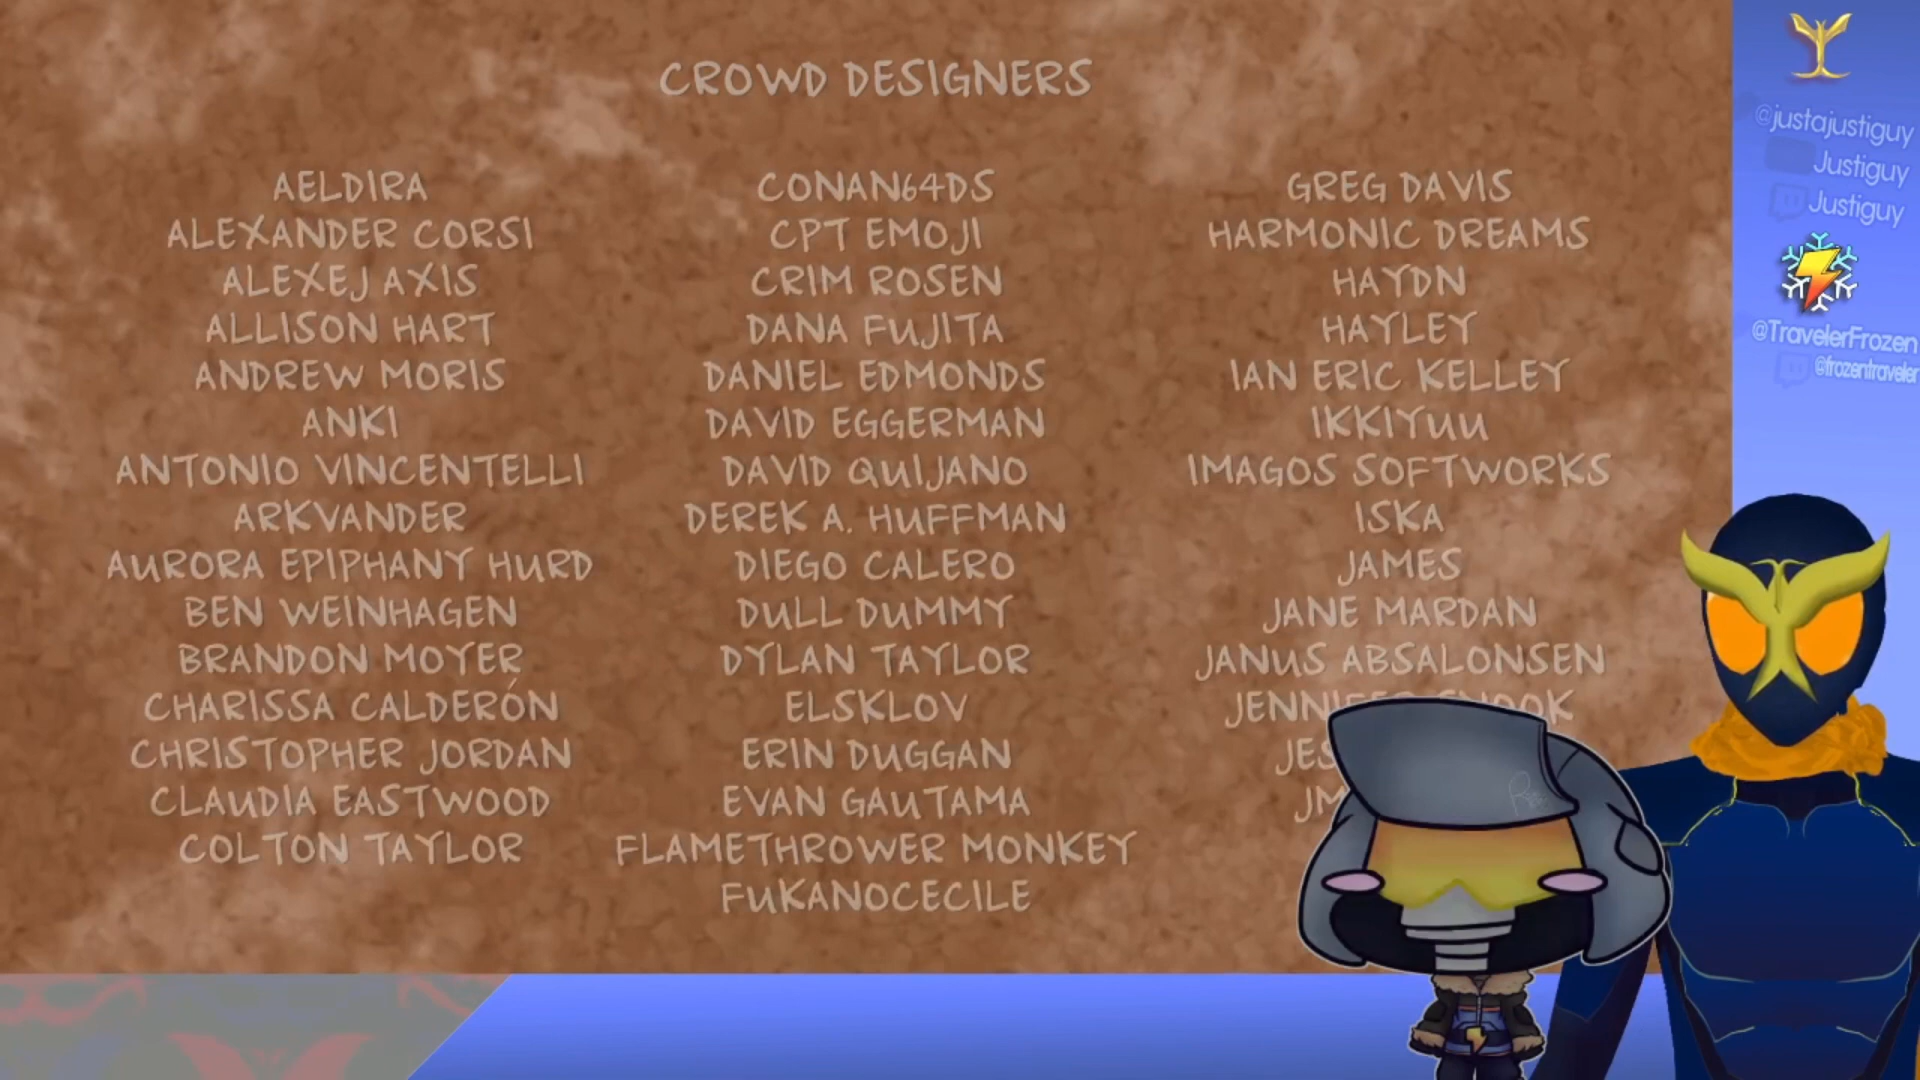 CROWD DESIGNERS
AELDIRA
ALEXANDER CORSI
ALEXEJ AXIS
ALLISON HART
ANDREW MORIS
ANKI
ANTONIO VINCENTELLI
ARKVANDER
AURORA EPIPHANY HURD
BEN WEINHAGEN
BRANDON MOYER
CHARISSA CALDERÓN
CHRISTOPHER JORDAN
CLAUDIA EASTWOOD
COLTON TAYLOR
CONAN64DS
CPT EMOJI
CRIM ROSEN
DANA FUJITA
DANIEL EDMONDS
DAVID EGGERMAN
DAVID QUIJANO
DEREK A. HUFFMAN
DIEGO CALERO
DULL DUMMY
DYLAN TAYLOR
ELSKLOV
ERIN DUGGAN
EVAN GAUTAMA
FLAMETHROWER MONKEY
FUKANOCECILE
GREG DAVIS
HARMONIC DREAMS
HAYDN
HAYLEY
IAN ERIC KELLEY
IKKIYUU
IMAGOS SOFTWORKS
ISKA
JAMES
JANE MARDAN
JANUS ABSALONSEN
@justajustiguy
Justiguy
Justiguy
@TravelerFrozen
@frozentraveler